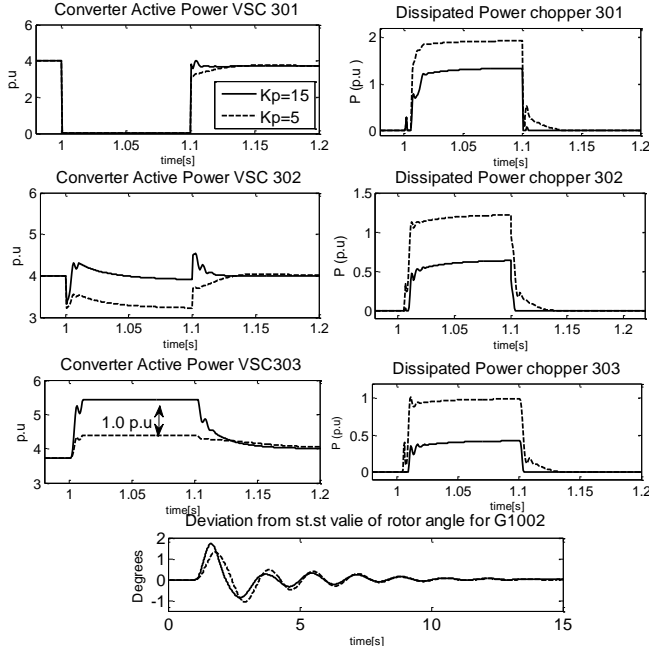 Converter Active Power VSC 301
p.u
6
4
2
0
Kp=15
Kp=5
1
1.05
1.1
1.15
1.2
time[s]
Dissipated Power chopper 301
P (p.u )
2
1
0
1
1.05
1.1
1.15
1.2
time[s]
Converter Active Power VSC 302
p.u
6
5
4
3
1
1.05
1.1
1.15
1.2
time[s]
Dissipated Power chopper 302
P (p.u)
1.5
1
0.5
0
1
1.05
1.1
1.15
1.2
time[s]
Converter Active Power VSC303
p.u
6
5
4
3
1.0 p.u
1
1.05
1.1
1.15
1.2
time[s]
Dissipated Power chopper 303
P (p.u)
1
0.5
0
1
1.05
1.1
1.15
1.2
time[s]
Deviation from st.st valie of rotor angle for G1002
Degrees
2
1
0
-1
0
5
10
15
time[s]